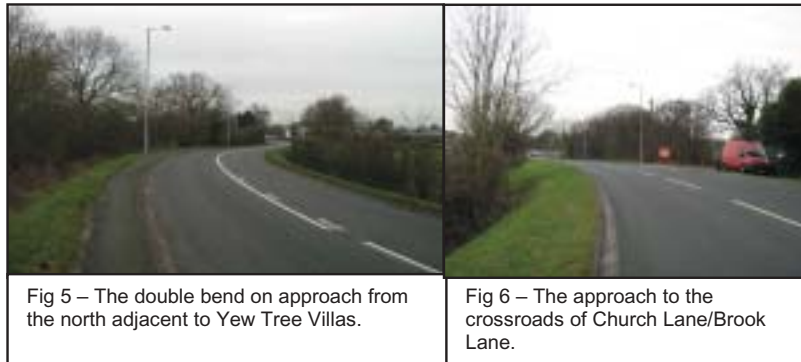 Fig 5 – The double bend on approach from
the north adjacent to Yew Tree Villas.
Fig 6 – The approach to the
crossroads of Church Lane/Brook
Lane.